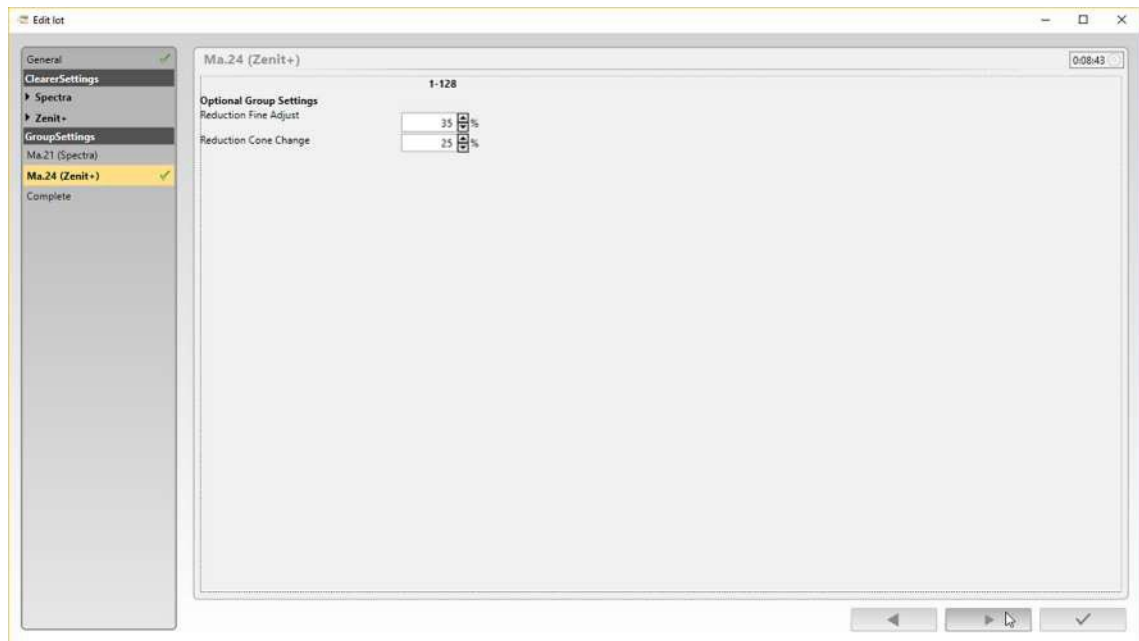 Edit lot
General
ClearerSettings
Spectra
Zenit+
GroupSettings
Ma.21 (Spectra)
Ma.24 (Zenit+)
Complete
Ma.24 (Zenit+)
0:08:43
1-128
Optional Group Settings
Reduction Fine Adjust 35 %
Reduction Cone Change 25 %